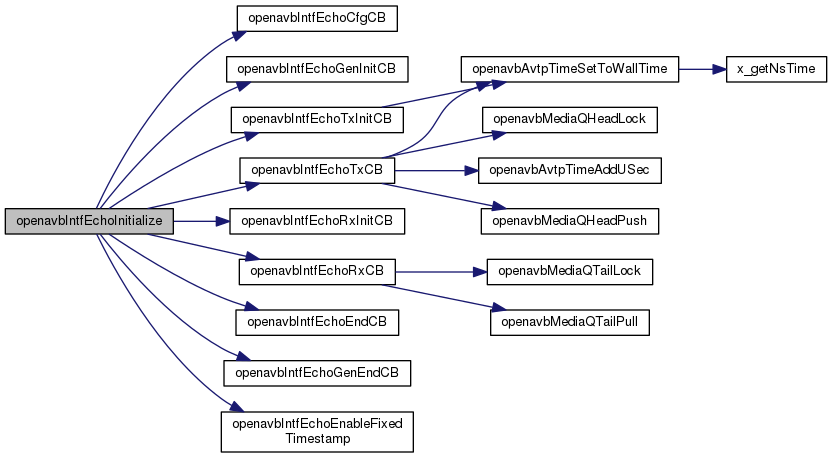 openavbIntfEchoInitialize
openavbIntfEchoCfgCB
openavbIntfEchoGenInitCB
openavbIntfEchoTxInitCB
openavbIntfEchoTxCB
openavbIntfEchoRxInitCB
openavbIntfEchoRxCB
openavbIntfEchoEndCB
openavbIntfEchoGenEndCB
openavbIntfEchoEnableFixed
Timestamp
openavbAvtpTimeSetToWallTime
openavbMediaQHeadLock
openavbAvtpTimeAddUSec
openavbMediaQHeadPush
openavbMediaQTailLock
openavbMediaQTailPull
x_getNsTime